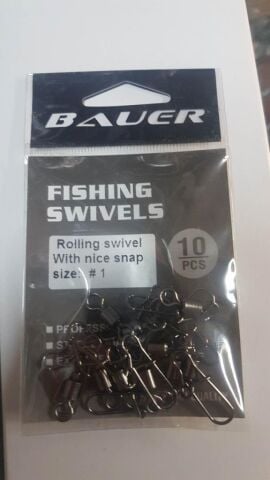 BAUER
FISHING
SWIVELS
Rolling swivel
With nice snap
size: # 1
10
PCS